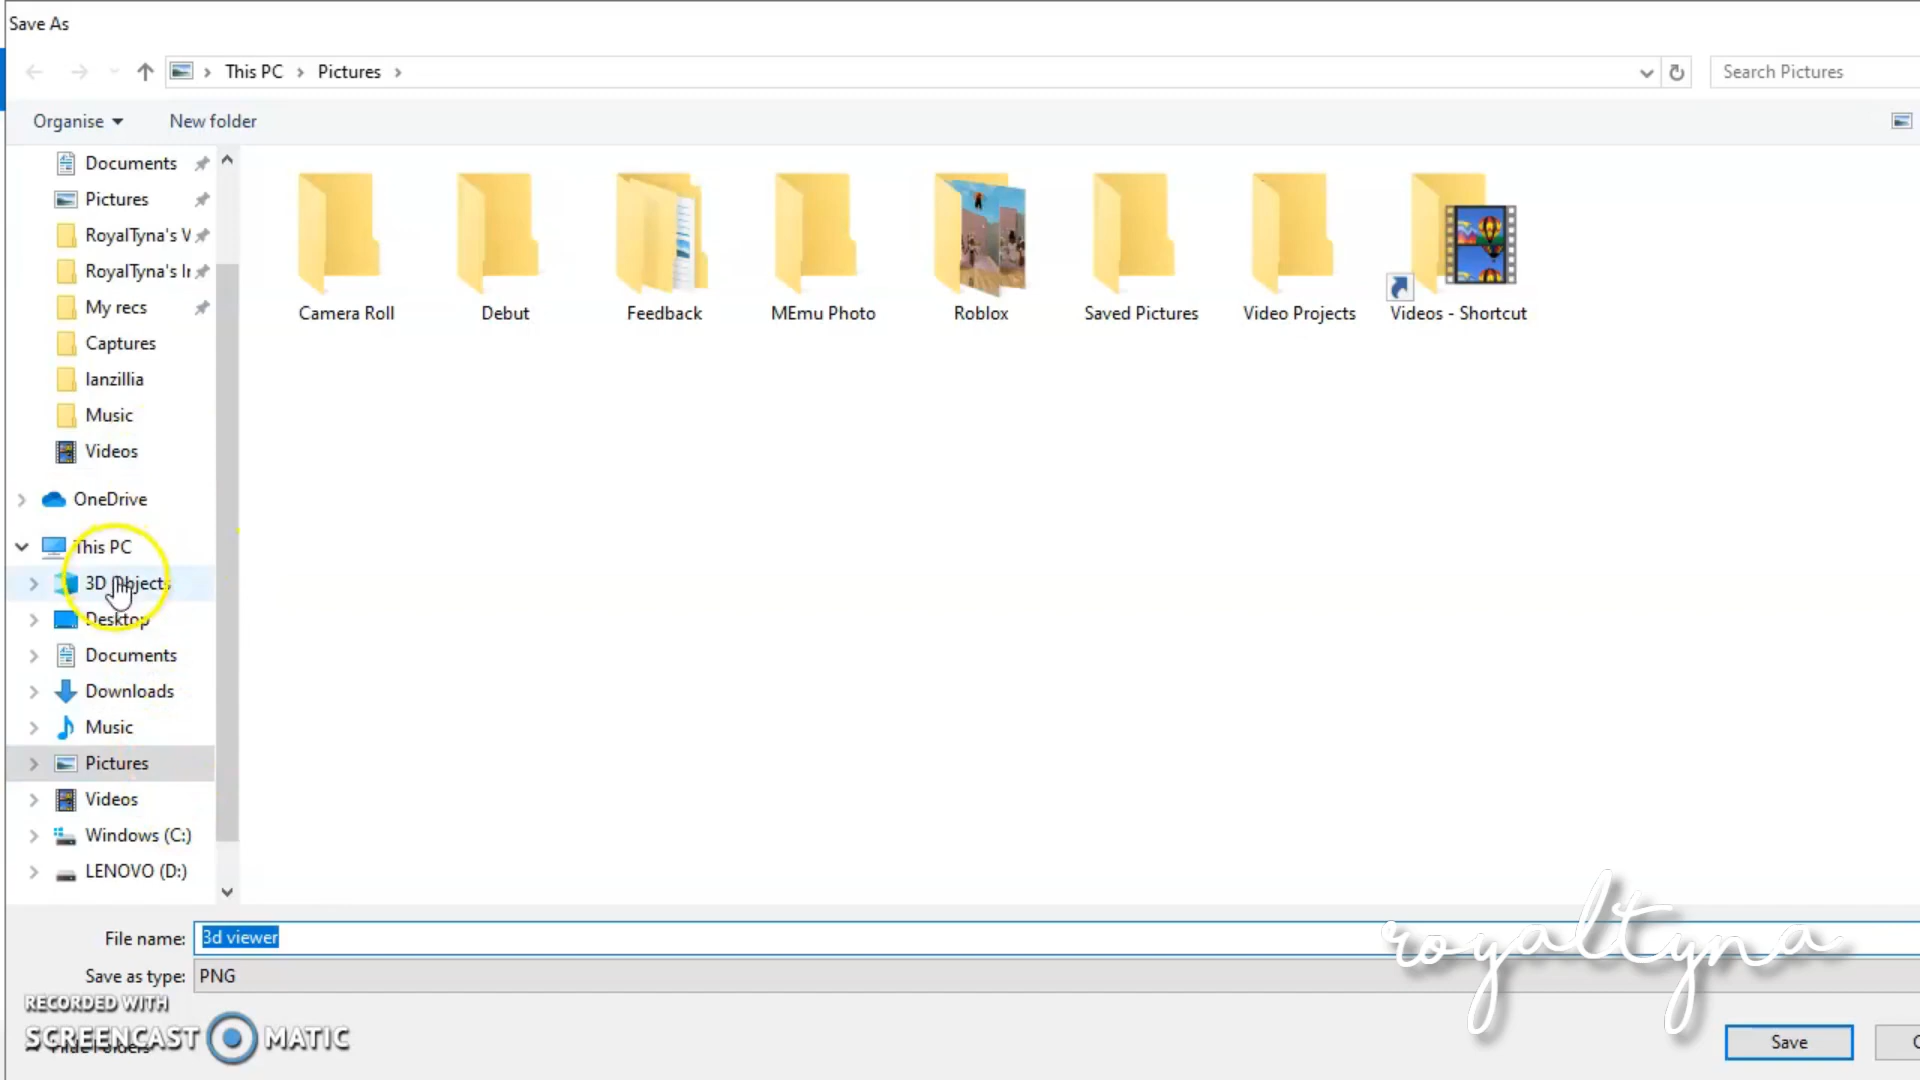 Save As
This PC
Pictures
Search Pictures
Organise
New folder
Documents
Pictures
RoyalTyna's V
RoyalTyna's Ir
My recs
Captures
lanzillia
Music
Videos
OneDrive
This PC
3D Objects
Desktop
Documents
Downloads
Music
Pictures
Videos
Windows (C:)
LENOVO (D:)
Camera Roll
Debut
Feedback
MEmu Photo
Roblox
Saved Pictures
Video Projects
Videos - Shortcut
File name: 3d viewer
Save as type: PNG
royaltyna
RECORDED WITH
SCREENCAST MATIC
Hide Folders
Save